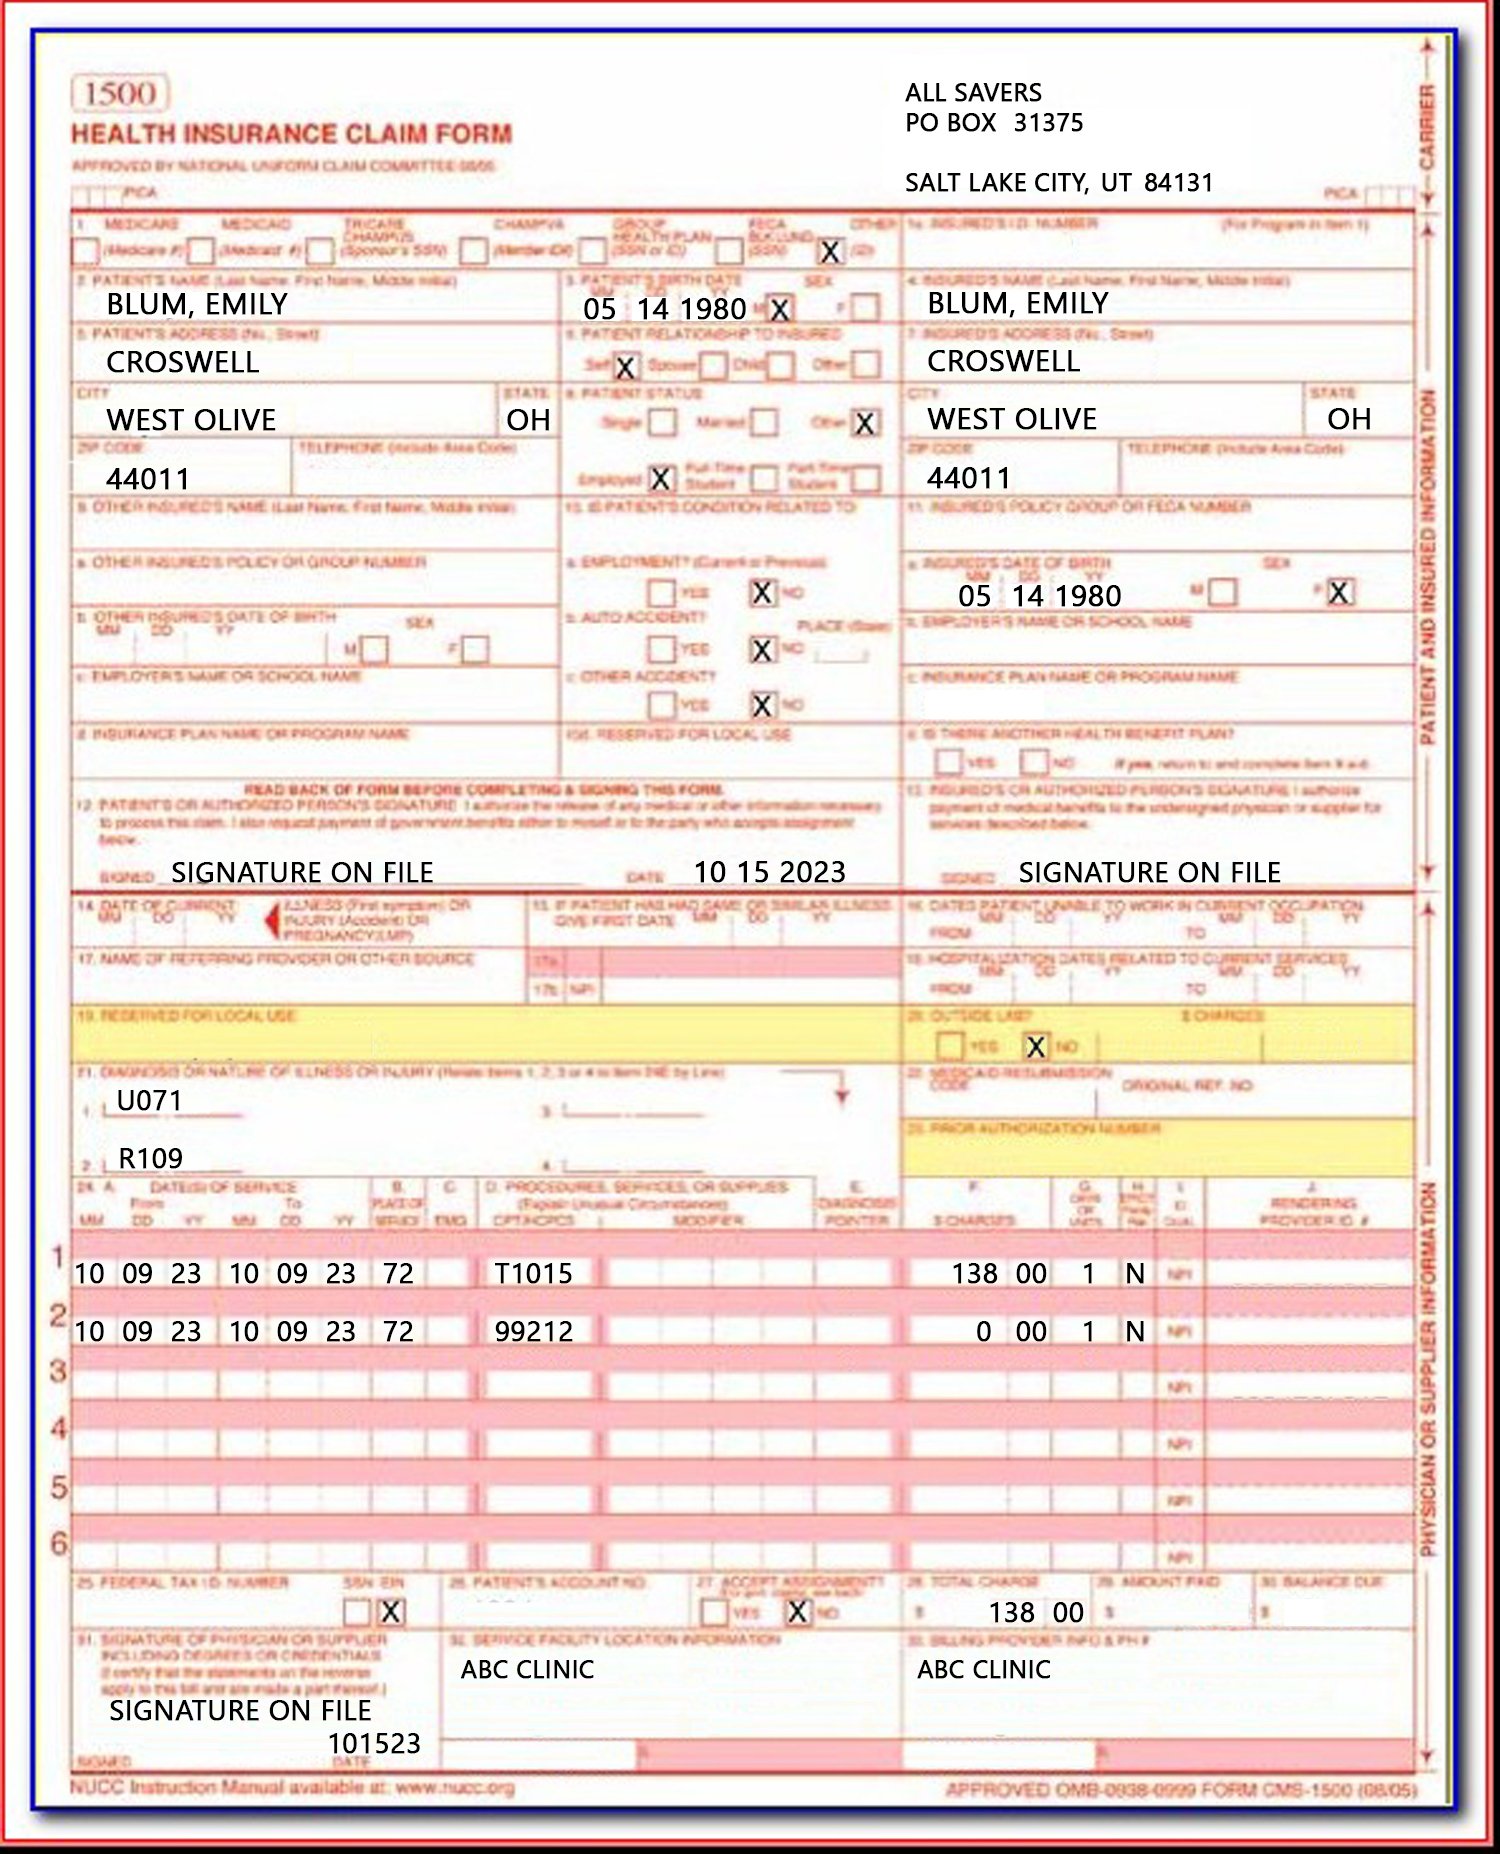 1500
HEALTH INSURANCE CLAIM FORM
APPROVED BY NATIONAL UNIFORM CLAIM COMMITTEE 08/05
PICA
ALL SAVERS
PO BOX 31375
SALT LAKE CITY, UT 84131
PICA
CARRIER
1. MEDICARE MEDICAID TRICARE CHAMPUS CHAMPVA GROUP HEALTH PLAN FECA BLK LUNG OTHER
(Medicare #) (Medicaid #) (Sponsor's SSN) (Member ID#) (SSN or ID) (SSN) X (ID)
1a. INSURED'S I.D. NUMBER (For Program in Item 1)
2. PATIENT'S NAME (Last Name, First Name, Middle Initial)
BLUM, EMILY
3. PATIENT'S BIRTH DATE SEX
MM DD YY
05 14 1980 M X F
4. INSURED'S NAME (Last Name, First Name, Middle Initial)
BLUM, EMILY
5. PATIENT'S ADDRESS (No., Street)
CROSWELL
6. PATIENT RELATIONSHIP TO INSURED
Self X Spouse Child Other
7. INSURED'S ADDRESS (No., Street)
CROSWELL
CITY STATE
WEST OLIVE OH
8. PATIENT STATUS
Single Married Other X
CITY STATE
WEST OLIVE OH
ZIP CODE TELEPHONE (Include Area Code)
44011
Employed X Full-Time Student Part-Time Student
ZIP CODE TELEPHONE (Include Area Code)
44011
9. OTHER INSURED'S NAME (Last Name, First Name, Middle Initial)
10. IS PATIENT'S CONDITION RELATED TO:
11. INSURED'S POLICY GROUP OR FECA NUMBER
a. OTHER INSURED'S POLICY OR GROUP NUMBER
a. EMPLOYMENT? (Current or Previous)
YES X NO
a. INSURED'S DATE OF BIRTH SEX
MM DD YY
05 14 1980 M F X
b. OTHER INSURED'S DATE OF BIRTH SEX
MM DD YY
M F
b. AUTO ACCIDENT? PLACE (State)
YES X NO
b. EMPLOYER'S NAME OR SCHOOL NAME
c. EMPLOYER'S NAME OR SCHOOL NAME
c. OTHER ACCIDENT?
YES X NO
c. INSURANCE PLAN NAME OR PROGRAM NAME
d. INSURANCE PLAN NAME OR PROGRAM NAME
10d. RESERVED FOR LOCAL USE
d. IS THERE ANOTHER HEALTH BENEFIT PLAN?
YES NO If yes, return to and complete item 9 a-d.
PATIENT AND INSURED INFORMATION
READ BACK OF FORM BEFORE COMPLETING & SIGNING THIS FORM.
12. PATIENT'S OR AUTHORIZED PERSON'S SIGNATURE I authorize the release of any medical or other information necessary
to process this claim. I also request payment of government benefits either to myself or to the party who accepts assignment
below.
SIGNED SIGNATURE ON FILE DATE 10 15 2023
13. INSURED'S OR AUTHORIZED PERSON'S SIGNATURE I authorize
payment of medical benefits to the undersigned physician or supplier for
services described below.
SIGNED SIGNATURE ON FILE
14. DATE OF CURRENT ILLNESS (First symptom) OR
MM DD YY INJURY (Accident) OR
PREGNANCY (LMP)
15. IF PATIENT HAS HAD SAME OR SIMILAR ILLNESS
GIVE FIRST DATE MM DD YY
16. DATES PATIENT UNABLE TO WORK IN CURRENT OCCUPATION
MM DD YY MM DD YY
FROM TO
17. NAME OF REFERRING PROVIDER OR OTHER SOURCE
17a.
17b. NPI
18. HOSPITALIZATION DATES RELATED TO CURRENT SERVICES
MM DD YY MM DD YY
FROM TO
19. RESERVED FOR LOCAL USE
20. OUTSIDE LAB? $ CHARGES
YES X NO
21. DIAGNOSIS OR NATURE OF ILLNESS OR INJURY (Relate Items 1, 2, 3 or 4 to Item 24E by Line)
1. U071 3.
2. R109 4.
22. MEDICAID RESUBMISSION
CODE ORIGINAL REF. NO.
23. PRIOR AUTHORIZATION NUMBER
24. A. DATE(S) OF SERVICE B. C. D. PROCEDURES, SERVICES, OR SUPPLIES E. F. G. H. I. J.
From To PLACE OF (Explain Unusual Circumstances) DIAGNOSIS DAYS OR UNITS EPSDT Family Plan ID. RENDERING
MM DD YY MM DD YY SERVICE EMG CPT/HCPCS MODIFIER POINTER $ CHARGES QUAL. PROVIDER ID. #
1
10 09 23 10 09 23 72 T1015 138 00 1 N NPI
2
10 09 23 10 09 23 72 99212 0 00 1 N NPI
3
NPI
4
NPI
5
NPI
6
NPI
PHYSICIAN OR SUPPLIER INFORMATION
25. FEDERAL TAX I.D. NUMBER SSN EIN
X
26. PATIENT'S ACCOUNT NO.
27. ACCEPT ASSIGNMENT?
(For govt. claims, see back)
YES X NO
28. TOTAL CHARGE
$ 138 00
29. AMOUNT PAID
$
30. BALANCE DUE
$
31. SIGNATURE OF PHYSICIAN OR SUPPLIER
INCLUDING DEGREES OR CREDENTIALS
(I certify that the statements on the reverse
apply to this bill and are made a part thereof.)
SIGNATURE ON FILE
101523
SIGNED DATE
32. SERVICE FACILITY LOCATION INFORMATION
ABC CLINIC
33. BILLING PROVIDER INFO & PH #
ABC CLINIC
NUCC Instruction Manual available at: www.nucc.org
APPROVED OMB-0938-0999 FORM CMS-1500 (08/05)